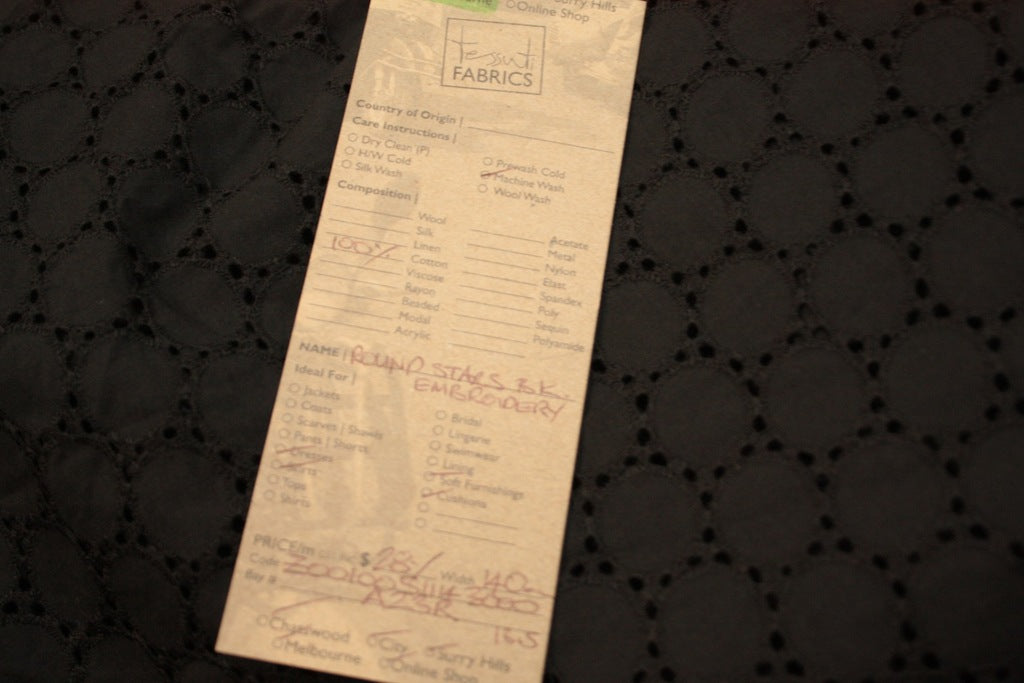 Surry Hills
Online Shop
tessuti
FABRICS
Country of Origin |
Care Instructions |
Dry Clean (P)
H/W Cold
Silk Wash
Prewash Cold
Machine Wash
Wool Wash
Composition |
Wool
Silk
Linen
100% Cotton
Viscose
Rayon
Beaded
Modal
Acrylic
Acetate
Metal
Nylon
Elast
Spandex
Poly
Sequin
Polyamide
NAME | ROUND STARS BK.
EMBROIDERY
Ideal For |
Jackets
Coats
Scarves | Shawls
Pants | Shorts
Dresses
Skirts
Tops
Shirts
Bridal
Lingerie
Swimwear
Lining
Soft Furnishings
Cushions
PRICE/m $ 28/ Width 140
Code
Bay #
16.5
Chatswood City Surry Hills
Melbourne Online Shop